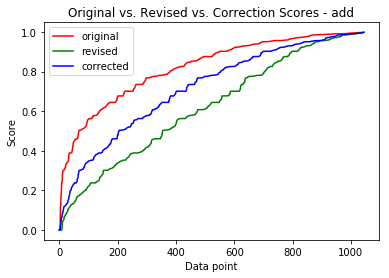 Original vs. Revised vs. Correction Scores - add
original
revised
corrected
Score
1.0
0.8
0.6
0.4
0.2
0.0
0
200
400
600
800
1000
Data point